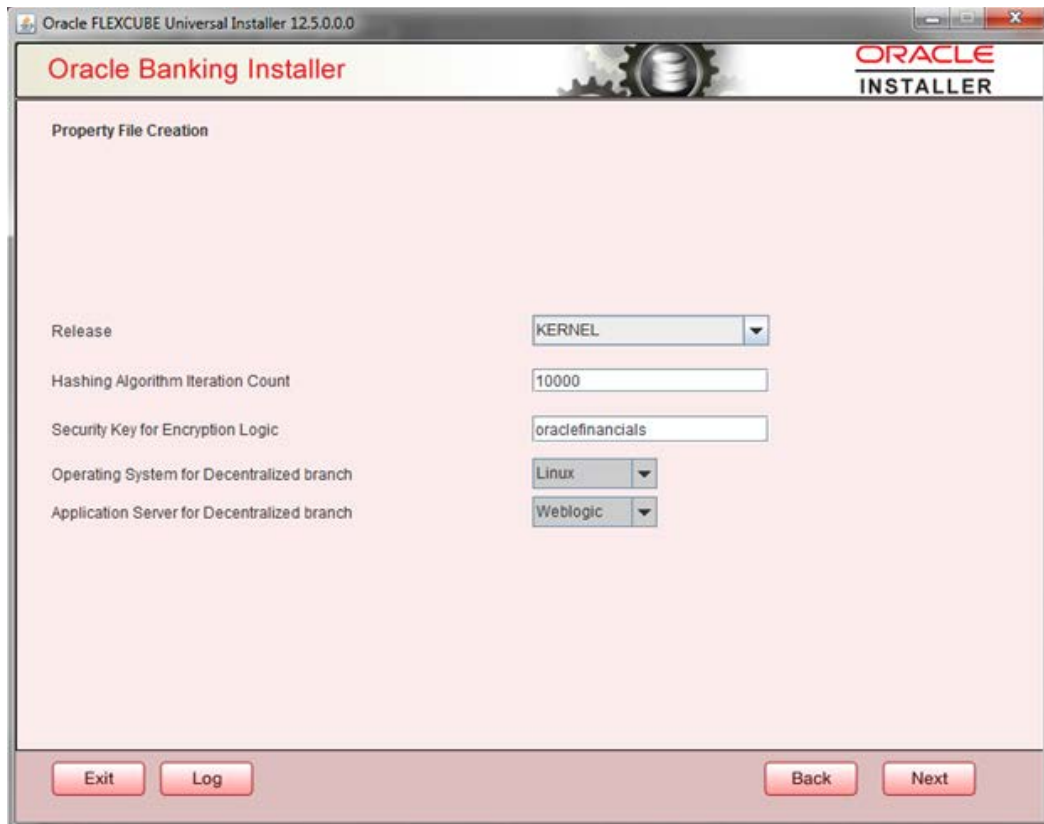 Oracle FLEXCUBE Universal Installer 12.5.0.0.0
Oracle Banking Installer
ORACLE
INSTALLER
Property File Creation
Release KERNEL
Hashing Algorithm Iteration Count 10000
Security Key for Encryption Logic oraclefinancials
Operating System for Decentralized branch Linux
Application Server for Decentralized branch Weblogic
Exit Log Back Next